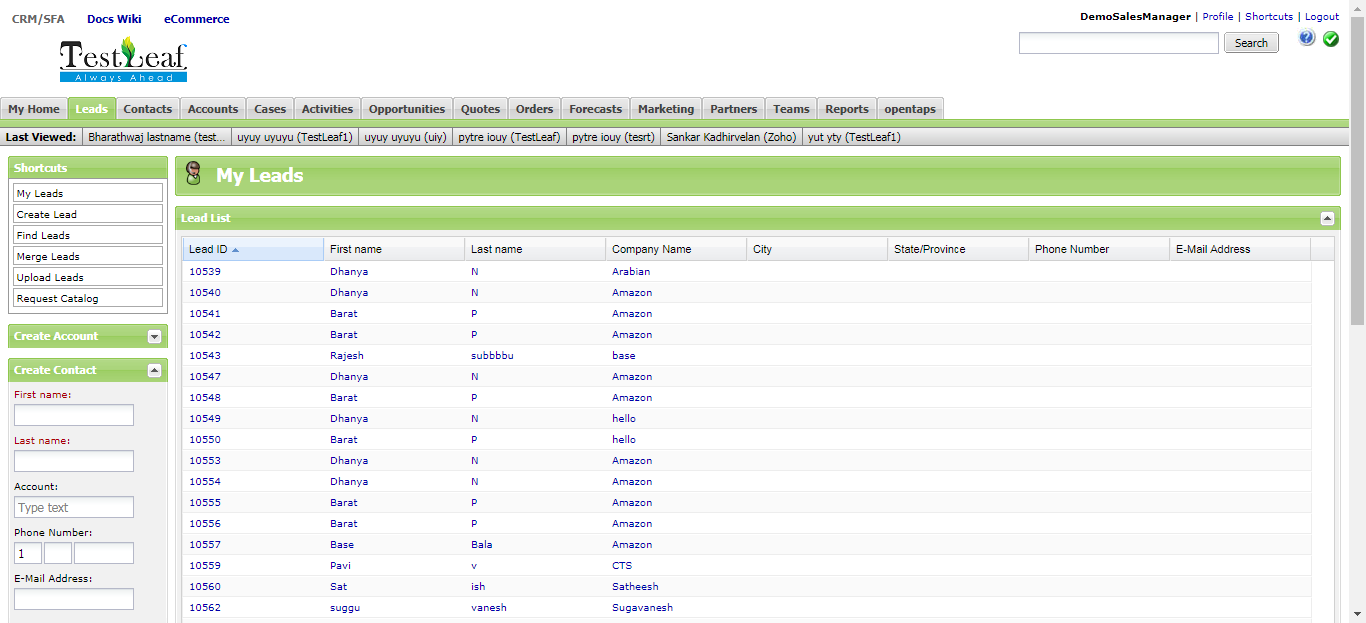 CRM/SFA Docs Wiki eCommerce
DemoSalesManager | Profile | Shortcuts | Logout
TestLeaf
Always Ahead
Search
My Home Leads Contacts Accounts Cases Activities Opportunities Quotes Orders Forecasts Marketing Partners Teams Reports opentaps
Last Viewed: Bharathwaj lastname (test... uyuy uyuyu (TestLeaf1) uyuy uyuyu (uiy) pytre iouy (TestLeaf) pytre iouy (tesrt) Sankar Kadhirvelan (Zoho) yut yty (TestLeaf1)
Shortcuts
My Leads
Create Lead
Find Leads
Merge Leads
Upload Leads
Request Catalog
Create Account
Create Contact
First name:
Last name:
Account:
Type text
Phone Number:
1
E-Mail Address:
My Leads
Lead List
Lead ID First name Last name Company Name City State/Province Phone Number E-Mail Address
10539 Dhanya N Arabian
10540 Dhanya N Amazon
10541 Barat P Amazon
10542 Barat P Amazon
10543 Rajesh subbbbu base
10547 Dhanya N Amazon
10548 Barat P Amazon
10549 Dhanya N hello
10550 Barat P hello
10553 Dhanya N Amazon
10554 Dhanya N Amazon
10555 Barat P Amazon
10556 Barat P Amazon
10557 Base Bala Amazon
10559 Pavi v CTS
10560 Sat ish Satheesh
10562 suggu vanesh Sugavanesh